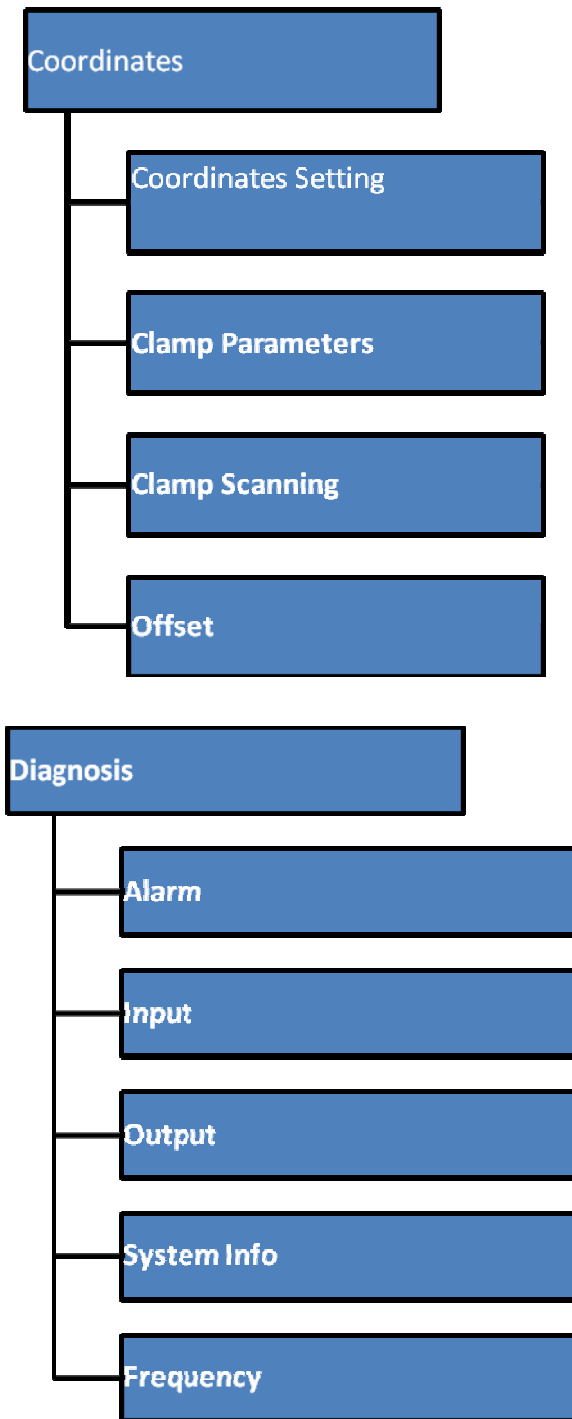 Coordinates
Coordinates Setting
Clamp Parameters
Clamp Scanning
Offset
Diagnosis
Alarm
Input
Output
System Info
Frequency